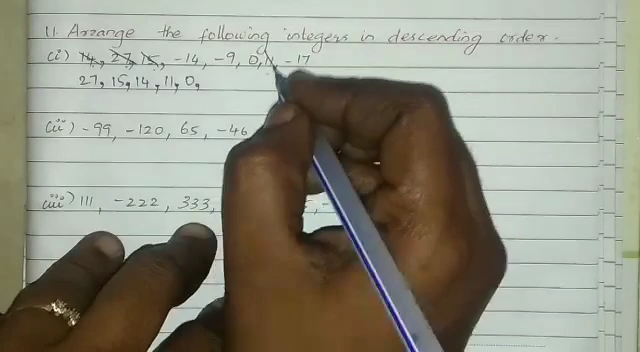 11. Arrange the following integers in descending order.
(i) 14, 27, 15, -14, -9, 0, 11, -17
27, 15, 14, 11, 0,
(ii) -99, -120, 65, -46
(iii) 111, -222, 333,